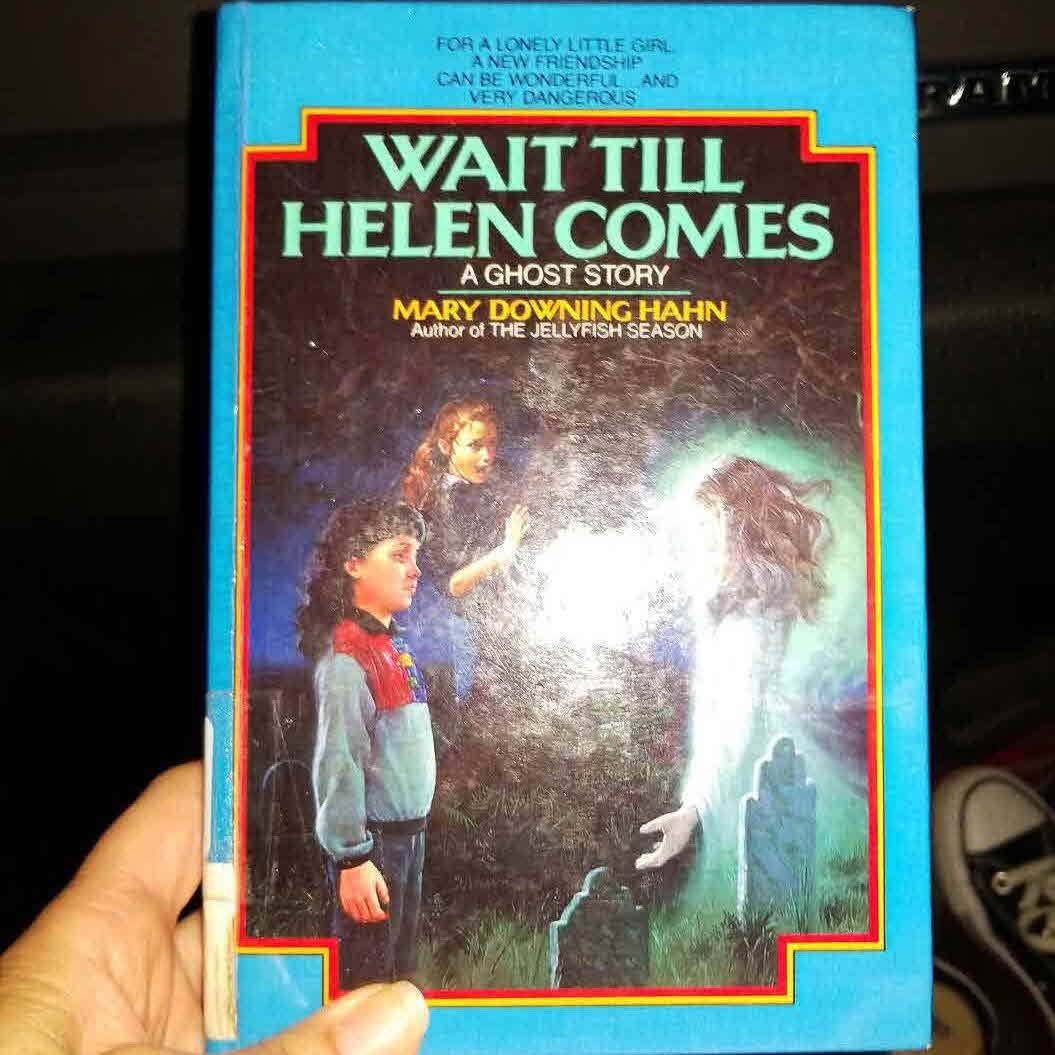 FOR A LONELY LITTLE GIRL,
A NEW FRIENDSHIP
CAN BE WONDERFUL... AND
VERY DANGEROUS
WAIT TILL
HELEN COMES
A GHOST STORY
MARY DOWNING HAHN
Author of THE JELLYFISH SEASON